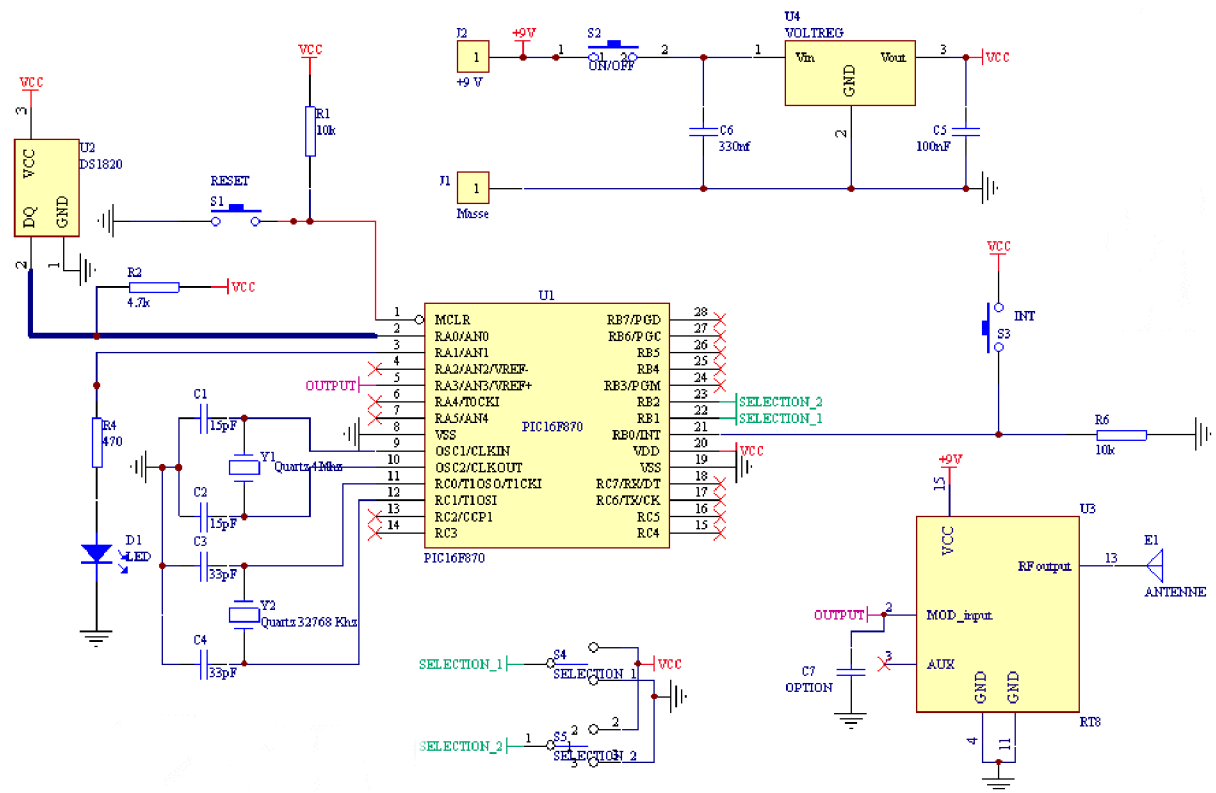 U4
VOLTREG
J2
1
+9 V
+9V
1
S2
1 2
ON/OFF
2
1
Vin
Vout
GND
2
3
VCC
C6
330nf
C5
100nF
J1
1
Masse
VCC
3
U2
DS1820
VCC
DQ
GND
2
1
VCC
R1
10k
RESET
S1
R2
4.7k
VCC
U1
1 MCLR
2 RA0/AN0
3 RA1/AN1
4 RA2/AN2/VREF-
OUTPUT 5 RA3/AN3/VREF+
6 RA4/T0CKI
7 RA5/AN4
8 VSS
9 OSC1/CLKIN
10 OSC2/CLKOUT
11 RC0/T1OSO/T1CKI
12 RC1/T1OSI
13 RC2/CCP1
14 RC3
PIC16F870
RB7/PGD 28
RB6/PGC 27
RB5 26
RB4 25
RB3/PGM 24
RB2 23 SELECTION_2
RB1 22 SELECTION_1
RB0/INT 21
VDD 20 VCC
VSS 19
RC7/RX/DT 18
RC6/TX/CK 17
RC5 16
RC4 15
PIC16F870
R4
470
D1
LED
C1
15pF
Y1
Quartz 4 Mhz
C2
15pF
C3
33pF
Y2
Quartz 32768 Khz
C4
33pF
VCC
INT
S3
R6
10k
+9V
15
U3
VCC
RF output
13
E1
ANTENNE
OUTPUT
2
MOD_input
3
AUX
C7
OPTION
GND
GND
4
11
RT8
SELECTION_1
S4
SELECTION_1
VCC
SELECTION_2
1
S5
2
2
1
SELECTION_2
3
3